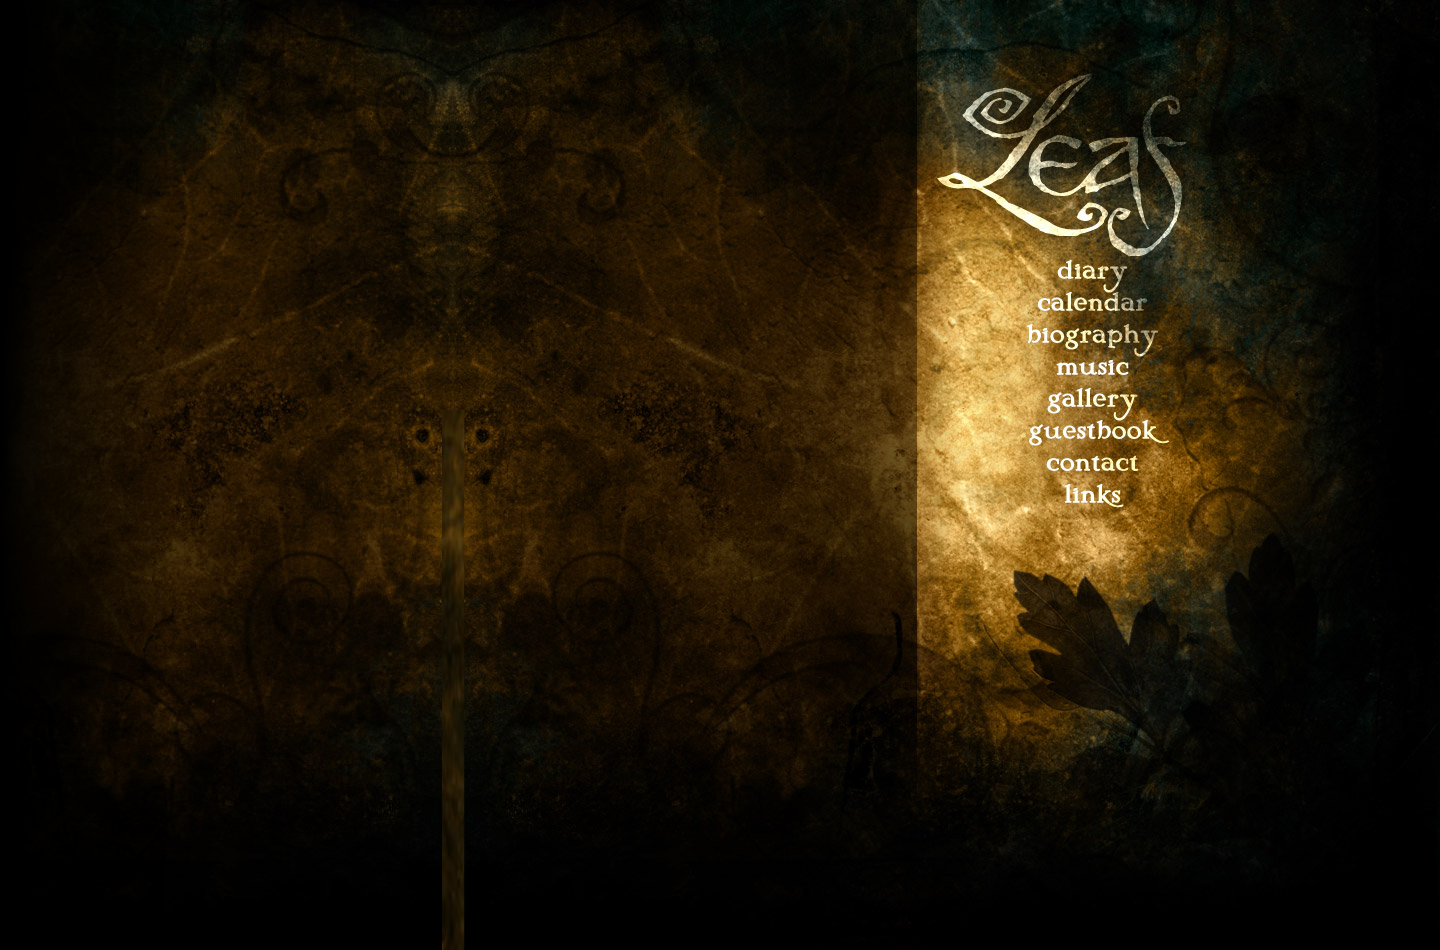 Leaf
diary
calendar
biography
music
gallery
guestbook
contact
links